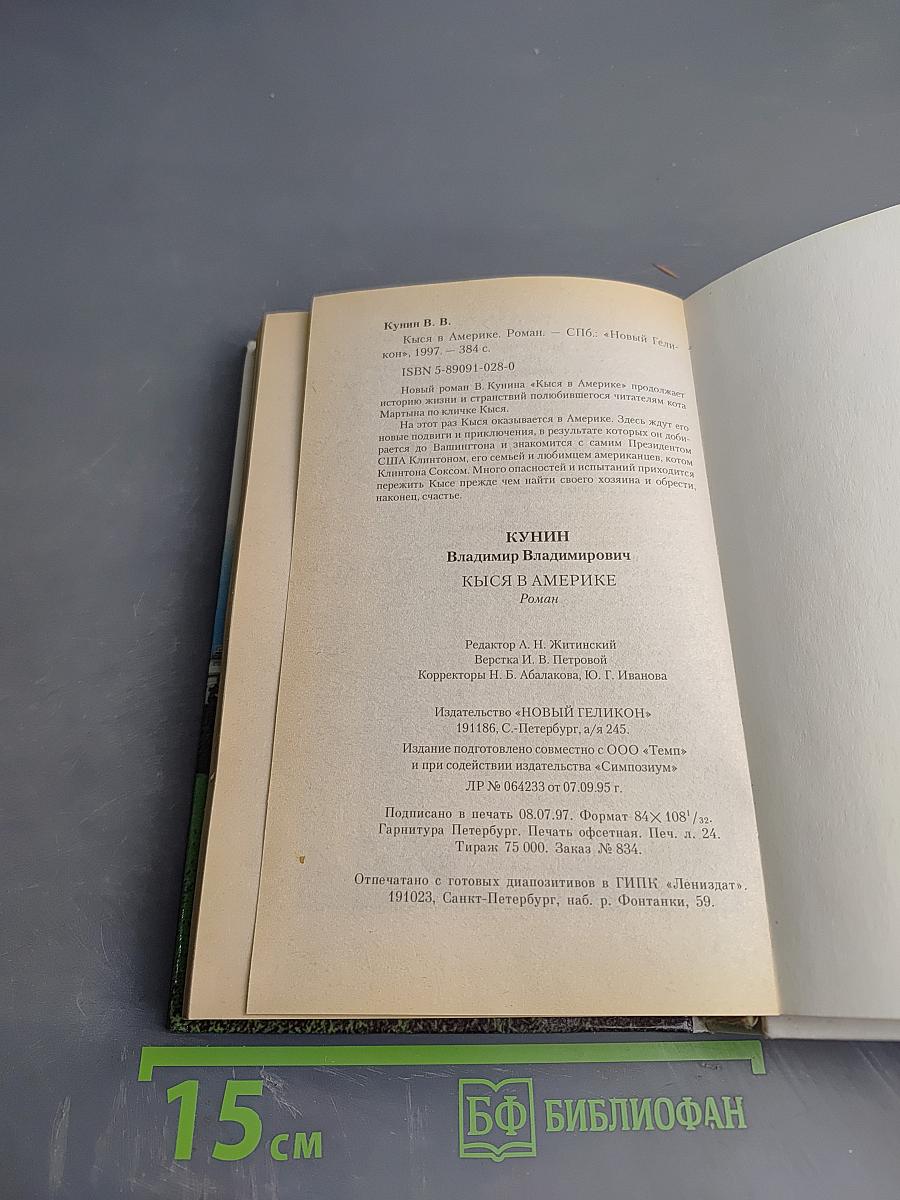 Кунин В. В.
Кыся в Америке. Роман. — СПб.: «Новый Гели-
кон», 1997. — 384 с.
ISBN 5-89091-028-0
Новый роман В. Кунина «Кыся в Америке» продолжает
историю жизни и странствий полюбившегося читателям кота
Мартына по кличке Кыся.
На этот раз Кыся оказывается в Америке. Здесь ждут его
новые подвиги и приключения, в результате которых он доби-
рается до Вашингтона и знакомится с самим Президентом
США Клинтоном, его семьей и любимцем американцев, котом
Клинтона Соксом. Много опасностей и испытаний приходится
пережить Кысе прежде чем найти своего хозяина и обрести,
наконец, счастье.
КУНИН
Владимир Владимирович
КЫСЯ В АМЕРИКЕ
Роман
Редактор А. Н. Житинский
Верстка И. В. Петровой
Корректоры Н. Б. Абалакова, Ю. Г. Иванова
Издательство «НОВЫЙ ГЕЛИКОН»
191186, С.-Петербург, а/я 245.
Издание подготовлено совместно с ООО «Темп»
и при содействии издательства «Симпозиум»
ЛР № 064233 от 07.09.95 г.
Подписано в печать 08.07.97. Формат 84×108¹/₃₂.
Гарнитура Петербург. Печать офсетная. Печ. л. 24.
Тираж 75 000. Заказ № 834.
Отпечатано с готовых диапозитивов в ГИПК «Лениздат».
191023, Санкт-Петербург, наб. р. Фонтанки, 59.
15 см
БФ БИБЛИОФАН